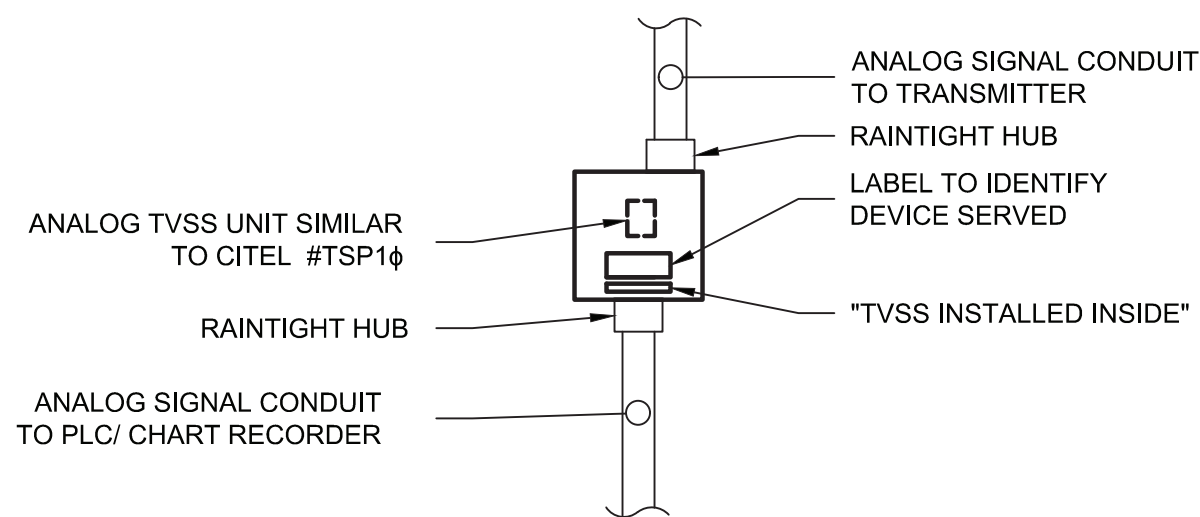 ANALOG SIGNAL CONDUIT
TO TRANSMITTER
RAINTIGHT HUB
LABEL TO IDENTIFY
DEVICE SERVED
ANALOG TVSS UNIT SIMILAR
TO CITEL #TSP1ϕ
"TVSS INSTALLED INSIDE"
RAINTIGHT HUB
ANALOG SIGNAL CONDUIT
TO PLC/ CHART RECORDER